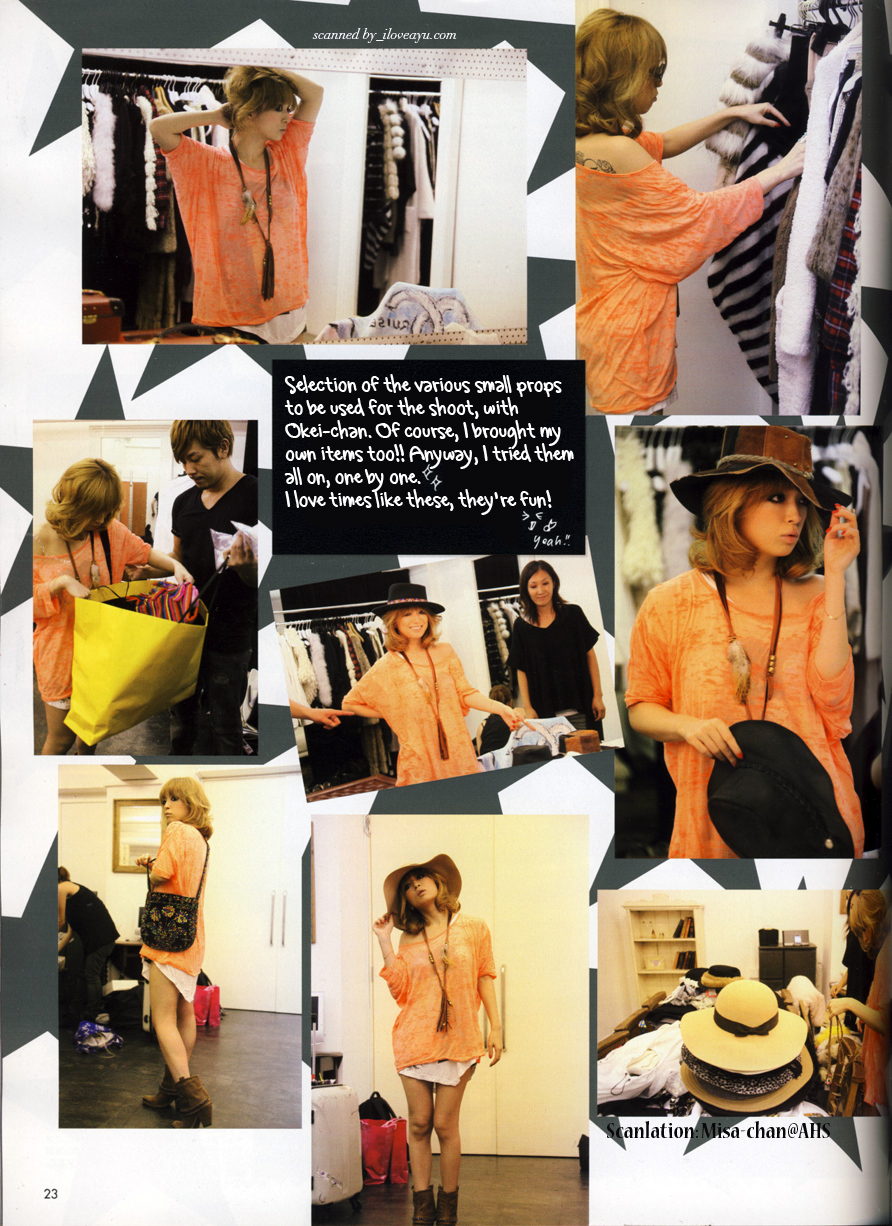 scanned by_iloveayu.com
Selection of the various small props
to be used for the shoot, with
Okei-chan. Of course, I brought my
own items too!! Anyway, I tried them
all on, one by one.
I love times like these, they're fun!
Yeah!!
Scanlation: Misa-chan@AHS
23